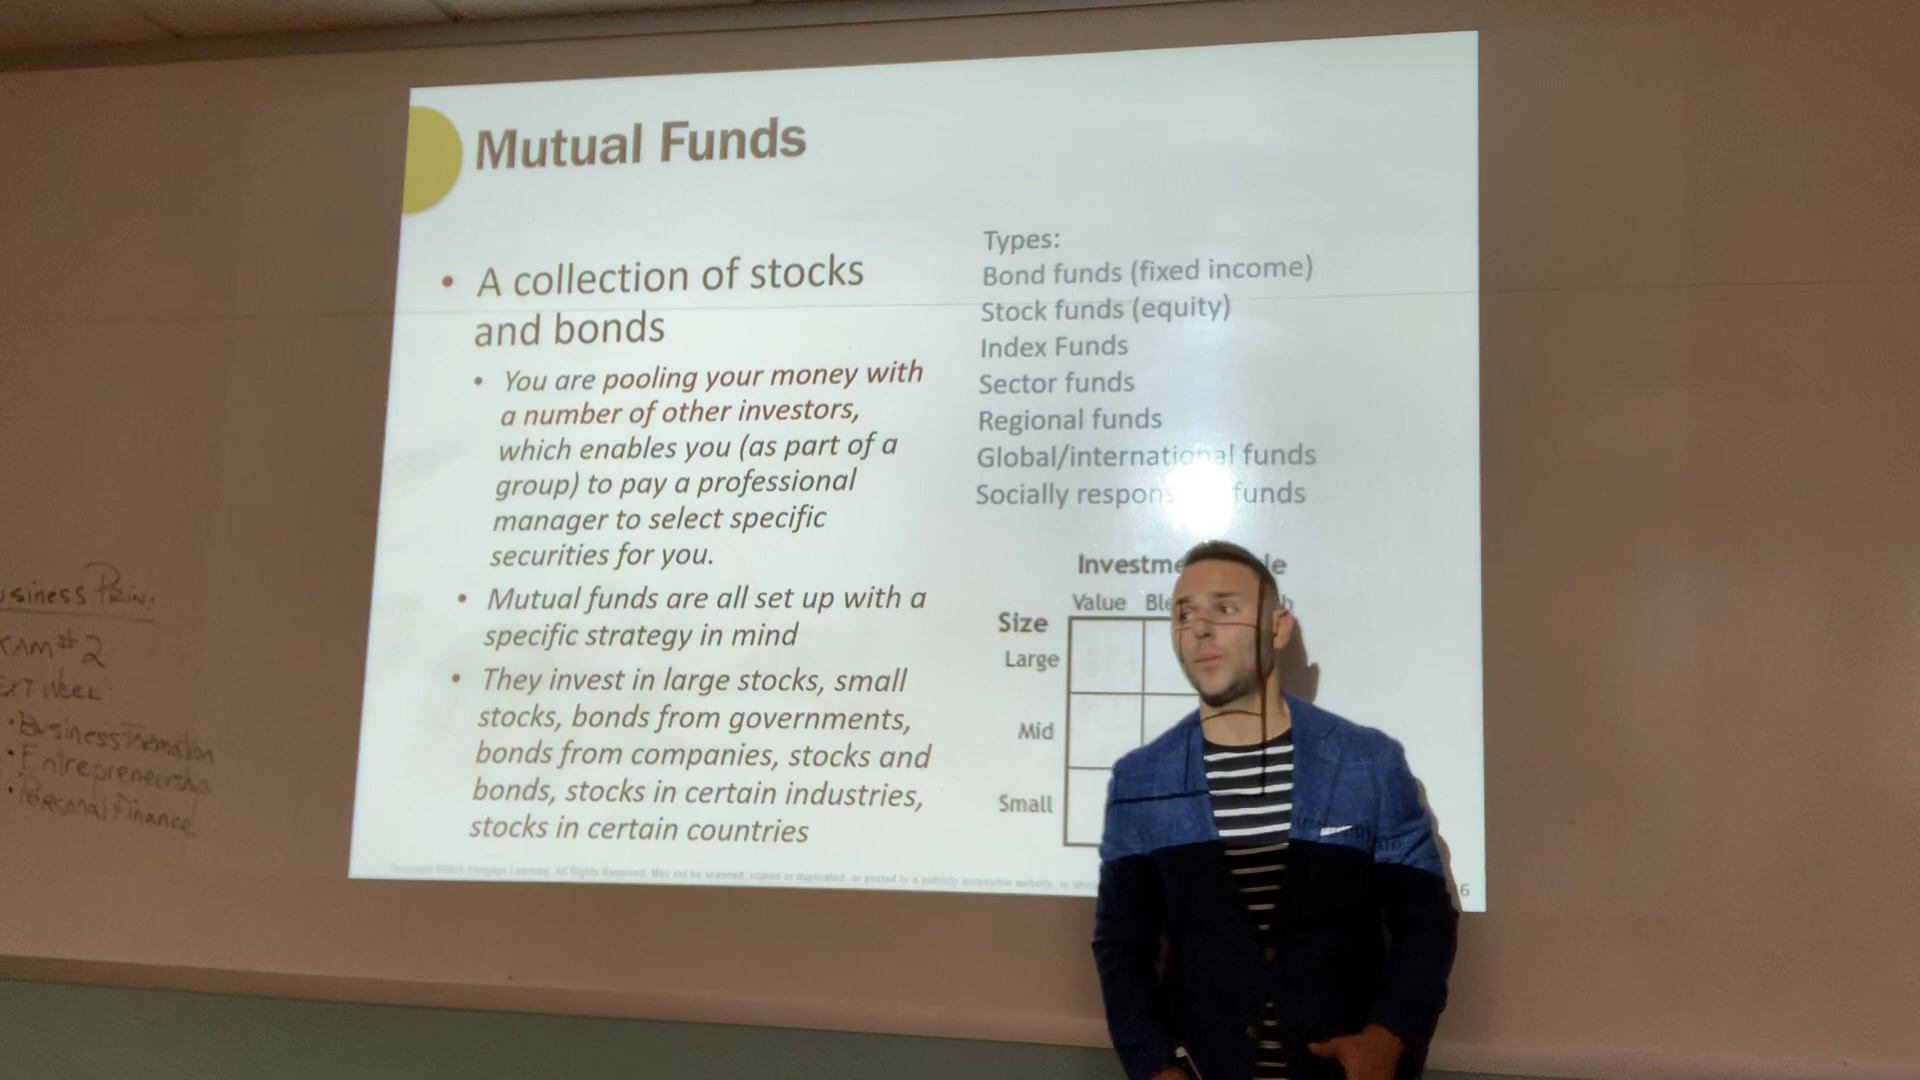 Mutual Funds
• A collection of stocks
and bonds
• You are pooling your money with
a number of other investors,
which enables you (as part of a
group) to pay a professional
manager to select specific
securities for you.
• Mutual funds are all set up with a
specific strategy in mind
• They invest in large stocks, small
stocks, bonds from governments,
bonds from companies, stocks and
bonds, stocks in certain industries,
stocks in certain countries
Types:
Bond funds (fixed income)
Stock funds (equity)
Index Funds
Sector funds
Regional funds
Global/international funds
Socially funds
Value
Size
Large
Mid
Small
6
#2
• Business Formation
• Entrepreneurship
• Personal Finance